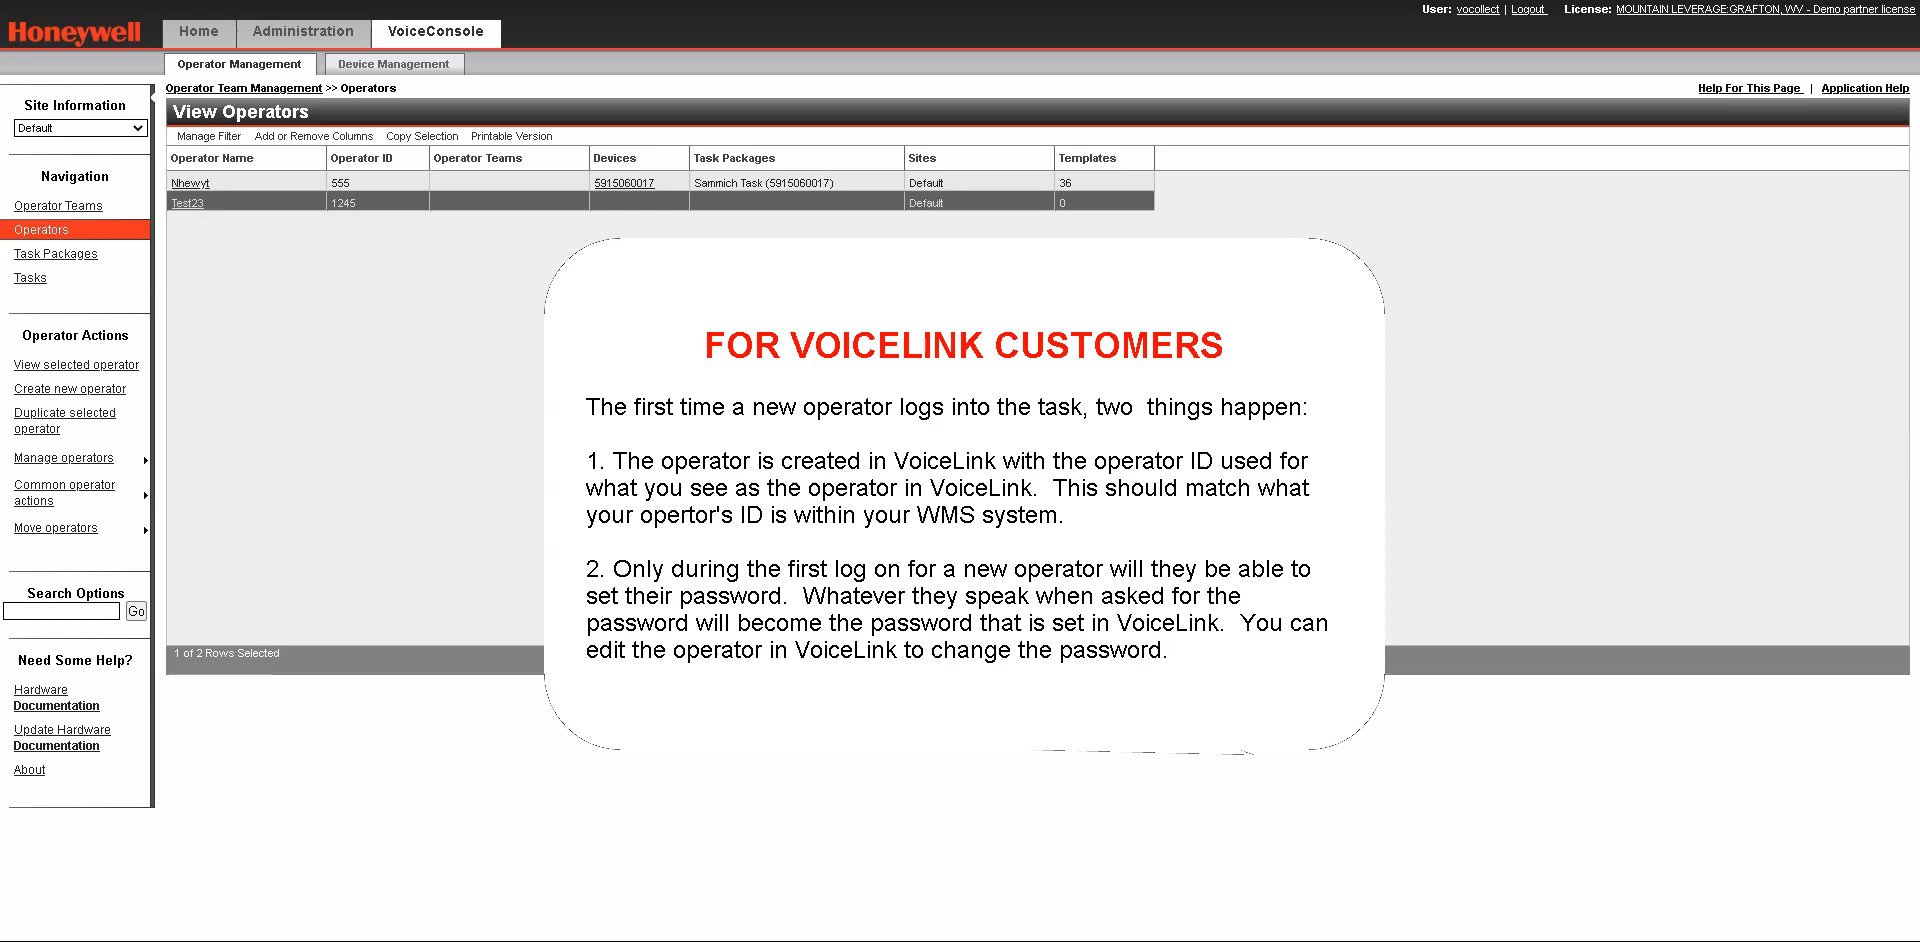 User: vocollect | Logout License: MOUNTAIN LEVERAGE:GRAFTON, WV - Demo partner license
Honeywell
Home Administration VoiceConsole
Operator Management Device Management
Operator Team Management >> Operators Help For This Page | Application Help
Site Information
Default
Navigation
Operator Teams
Operators
Task Packages
Tasks
Operator Actions
View selected operator
Create new operator
Duplicate selected
operator
Manage operators
Common operator
actions
Move operators
Search Options
Go
Need Some Help?
Hardware
Documentation
Update Hardware
Documentation
About
View Operators
Manage Filter Add or Remove Columns Copy Selection Printable Version
Operator Name Operator ID Operator Teams Devices Task Packages Sites Templates
Nhewyt 555 5915060017 Sammich Task (5915060017) Default 36
Test23 1245 Default 0
FOR VOICELINK CUSTOMERS
The first time a new operator logs into the task, two things happen:
1. The operator is created in VoiceLink with the operator ID used for
what you see as the operator in VoiceLink. This should match what
your opertor's ID is within your WMS system.
2. Only during the first log on for a new operator will they be able to
set their password. Whatever they speak when asked for the
password will become the password that is set in VoiceLink. You can
edit the operator in VoiceLink to change the password.
1 of 2 Rows Selected